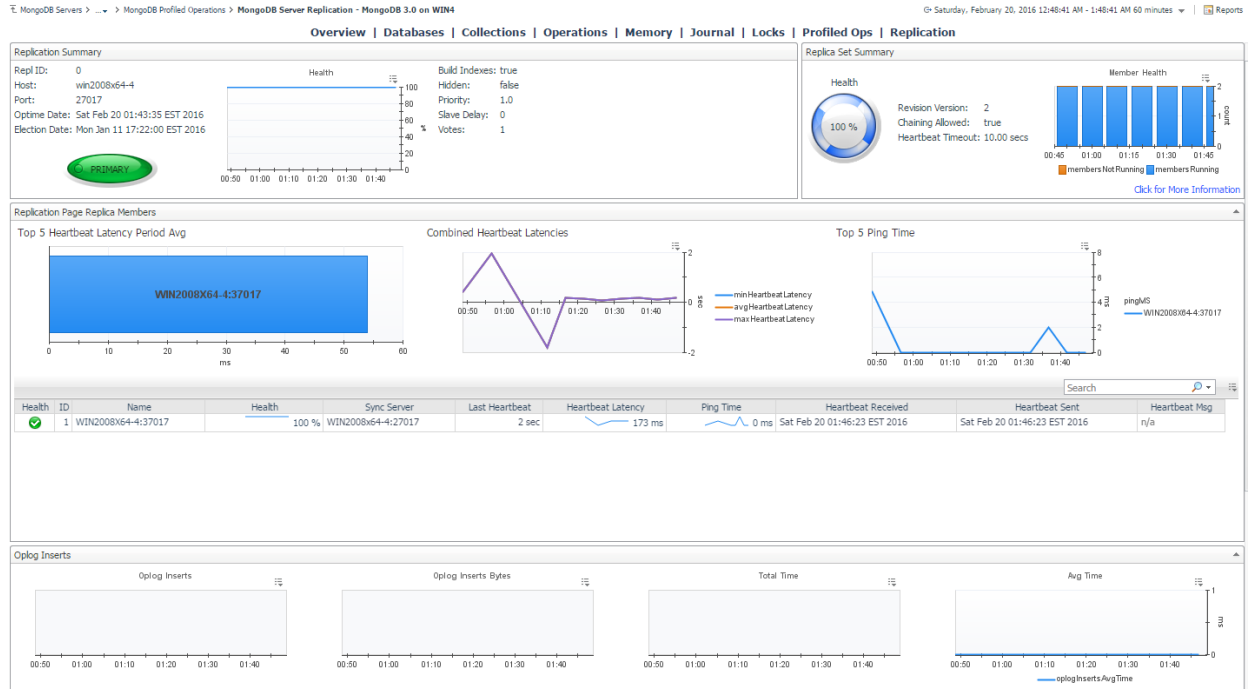 MongoDB Servers > ... > MongoDB Profiled Operations > MongoDB Server Replication - MongoDB 3.0 on WIN4
Saturday, February 20, 2016 12:48:41 AM - 1:48:41 AM 60 minutes | Reports
Overview | Databases | Collections | Operations | Memory | Journal | Locks | Profiled Ops | Replication
Replication Summary
Repl ID: 0
Host: win2008x64-4
Port: 27017
Optime Date: Sat Feb 20 01:43:35 EST 2016
Election Date: Mon Jan 11 17:22:00 EST 2016
PRIMARY
Health
100
80
60
40
20
0
%
00:50 01:00 01:10 01:20 01:30 01:40
Build Indexes: true
Hidden: false
Priority: 1.0
Slave Delay: 0
Votes: 1
Replica Set Summary
Health
100 %
Revision Version: 2
Chaining Allowed: true
Heartbeat Timeout: 10.00 secs
Member Health
2
1
0
count
00:45 01:00 01:15 01:30 01:45
membersNotRunning membersRunning
Click for More Information
Replication Page Replica Members
Top 5 Heartbeat Latency Period Avg
WIN2008X64-4:37017
0 10 20 30 40 50 60
ms
Combined Heartbeat Latencies
2
0
-2
sec
00:50 01:00 01:10 01:20 01:30 01:40
minHeartbeatLatency
avgHeartbeatLatency
maxHeartbeatLatency
Top 5 Ping Time
8
6
4
2
0
ms
00:50 01:00 01:10 01:20 01:30 01:40
pingMS
WIN2008X64-4:37017
Search
Health ID Name Health Sync Server Last Heartbeat Heartbeat Latency Ping Time Heartbeat Received Heartbeat Sent Heartbeat Msg
1 WIN2008X64-4:37017 100 % WIN2008x64-4:27017 2 sec 173 ms 0 ms Sat Feb 20 01:46:23 EST 2016 Sat Feb 20 01:46:23 EST 2016 n/a
Oplog Inserts
Oplog Inserts
00:50 01:00 01:10 01:20 01:30 01:40
Oplog Inserts Bytes
00:50 01:00 01:10 01:20 01:30 01:40
Total Time
00:50 01:00 01:10 01:20 01:30 01:40
Avg Time
1
0
ms
00:50 01:00 01:10 01:20 01:30 01:40
oplogInsertsAvgTime